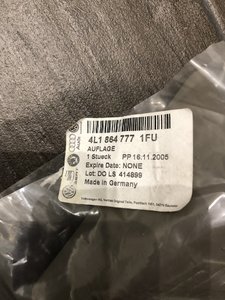 4L1 864 777 1FU
AUFLAGE
1 Stueck PP 16.11.2005
Expire Date: NONE
Lot: DO LS 414899
Made in Germany